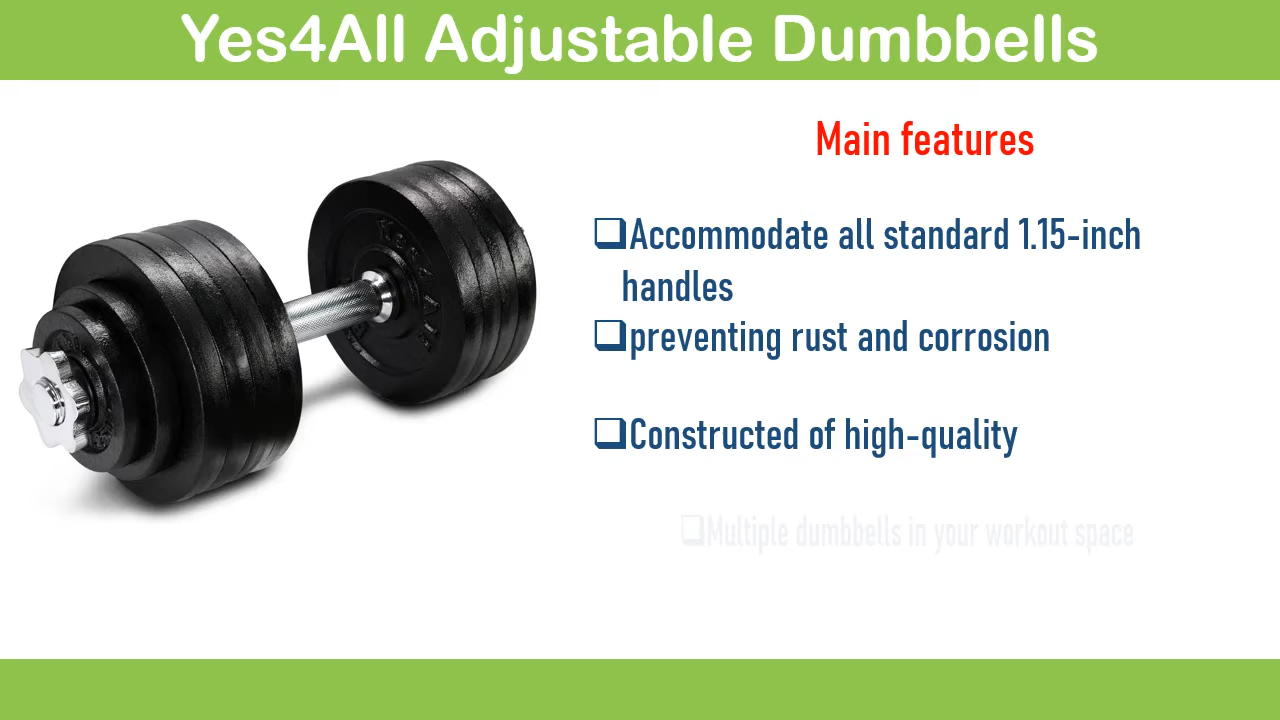 Yes4All Adjustable Dumbbells
Main features
❑Accommodate all standard 1.15-inch
handles
❑preventing rust and corrosion
❑Constructed of high-quality
❑Multiple dumbbells in your workout space